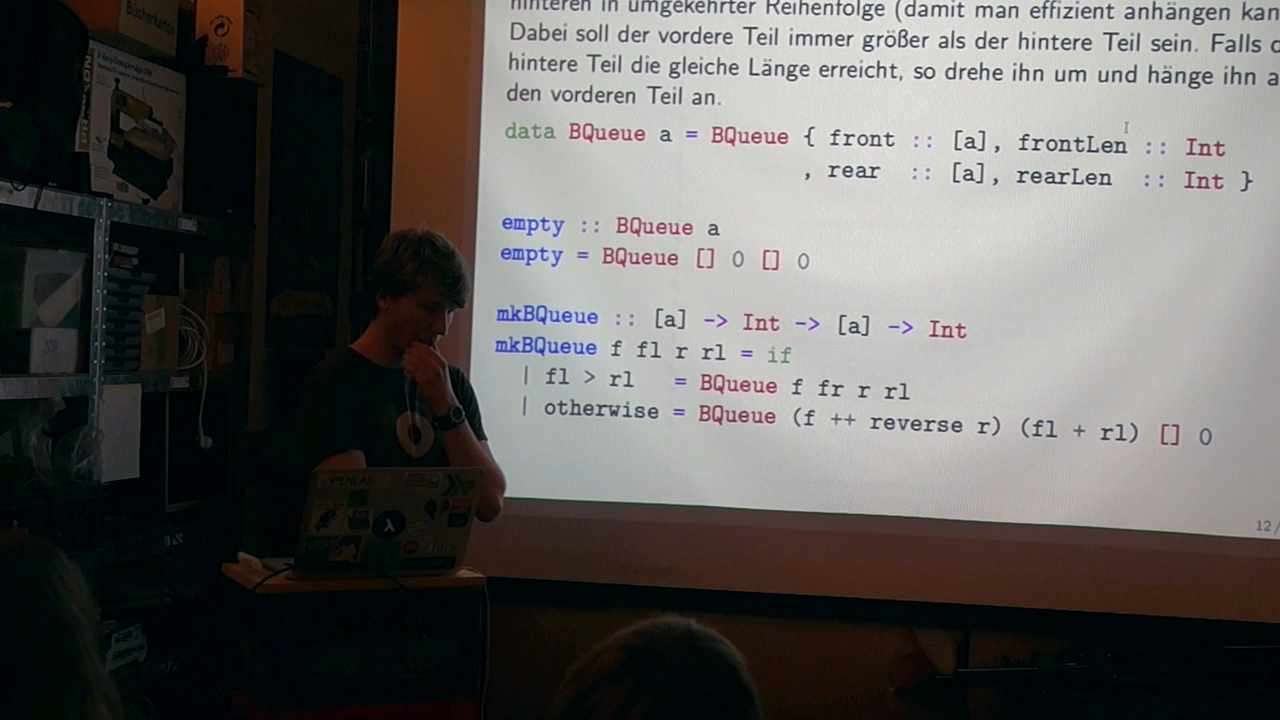 hinteren in umgekehrter Reihenfolge (damit man effizient anhängen kan
Dabei soll der vordere Teil immer größer als der hintere Teil sein. Falls d
hintere Teil die gleiche Länge erreicht, so drehe ihn um und hänge ihn a
den vorderen Teil an.
data BQueue a = BQueue { front :: [a], frontLen :: Int
, rear :: [a], rearLen :: Int }
empty :: BQueue a
empty = BQueue [] 0 [] 0
mkBQueue :: [a] -> Int -> [a] -> Int
mkBQueue f fl r rl = if
| fl > rl = BQueue f fr r rl
| otherwise = BQueue (f ++ reverse r) (fl + rl) [] 0
12/
Bücherkarton
OPENLAB
λ